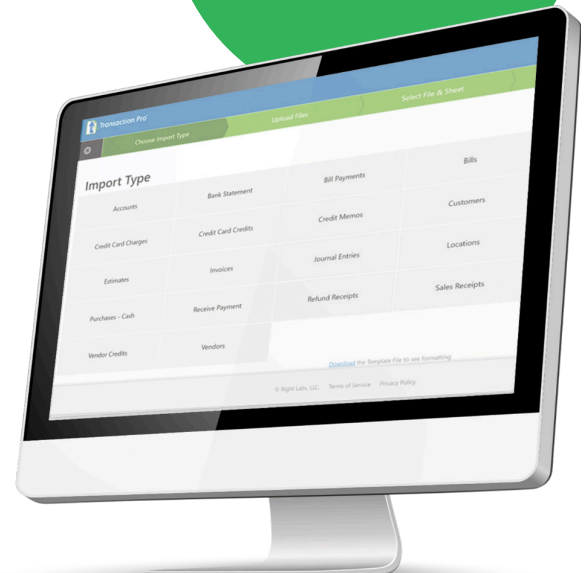 Transaction Pro
Choose Import Type
Upload Files
Select File & Sheet
Import Type
Accounts
Bank Statement
Bill Payments
Bills
Credit Card Charges
Credit Card Credits
Credit Memos
Customers
Estimates
Invoices
Journal Entries
Locations
Purchases - Cash
Receive Payment
Refund Receipts
Sales Receipts
Vendor Credits
Vendors
Download the Template File to see formatting
© Right Labs, LLC. Terms of Service Privacy Policy